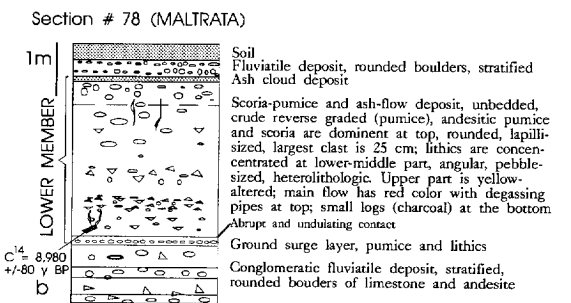 Section # 78 (MALTRATA)
1m
LOWER MEMBER
C14= 8,980
+/-80 y BP
b
Soil
Fluviatile deposit, rounded boulders, stratified
Ash cloud deposit
Scoria-pumice and ash-flow deposit, unbedded,
crude reverse graded (pumice), andesitic pumice
and scoria are dominant at top, rounded, lapilli-
sized, largest clast is 25 cm; lithics are concen-
centrated at lower-middle part, angular, pebble-
sized, heterolithologic. Upper part is yellow-
altered; main flow has red color with degassing
pipes at top; small logs (charcoal) at the bottom
Abrupt and undulating contact
Ground surge layer, pumice and lithics
Conglomeratic fluviatile deposit, stratified,
rounded bouders of limestone and andesite